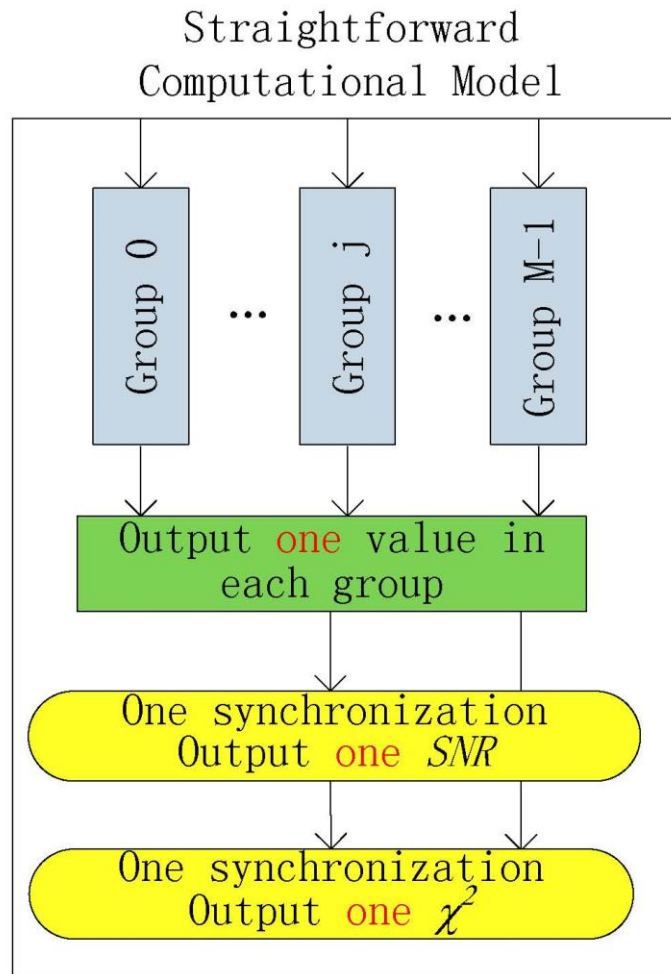 Straightforward
Computational Model
Group 0
...
Group j
...
Group M-1
Output one value in
each group
One synchronization
Output one SNR
One synchronization
Output one χ²